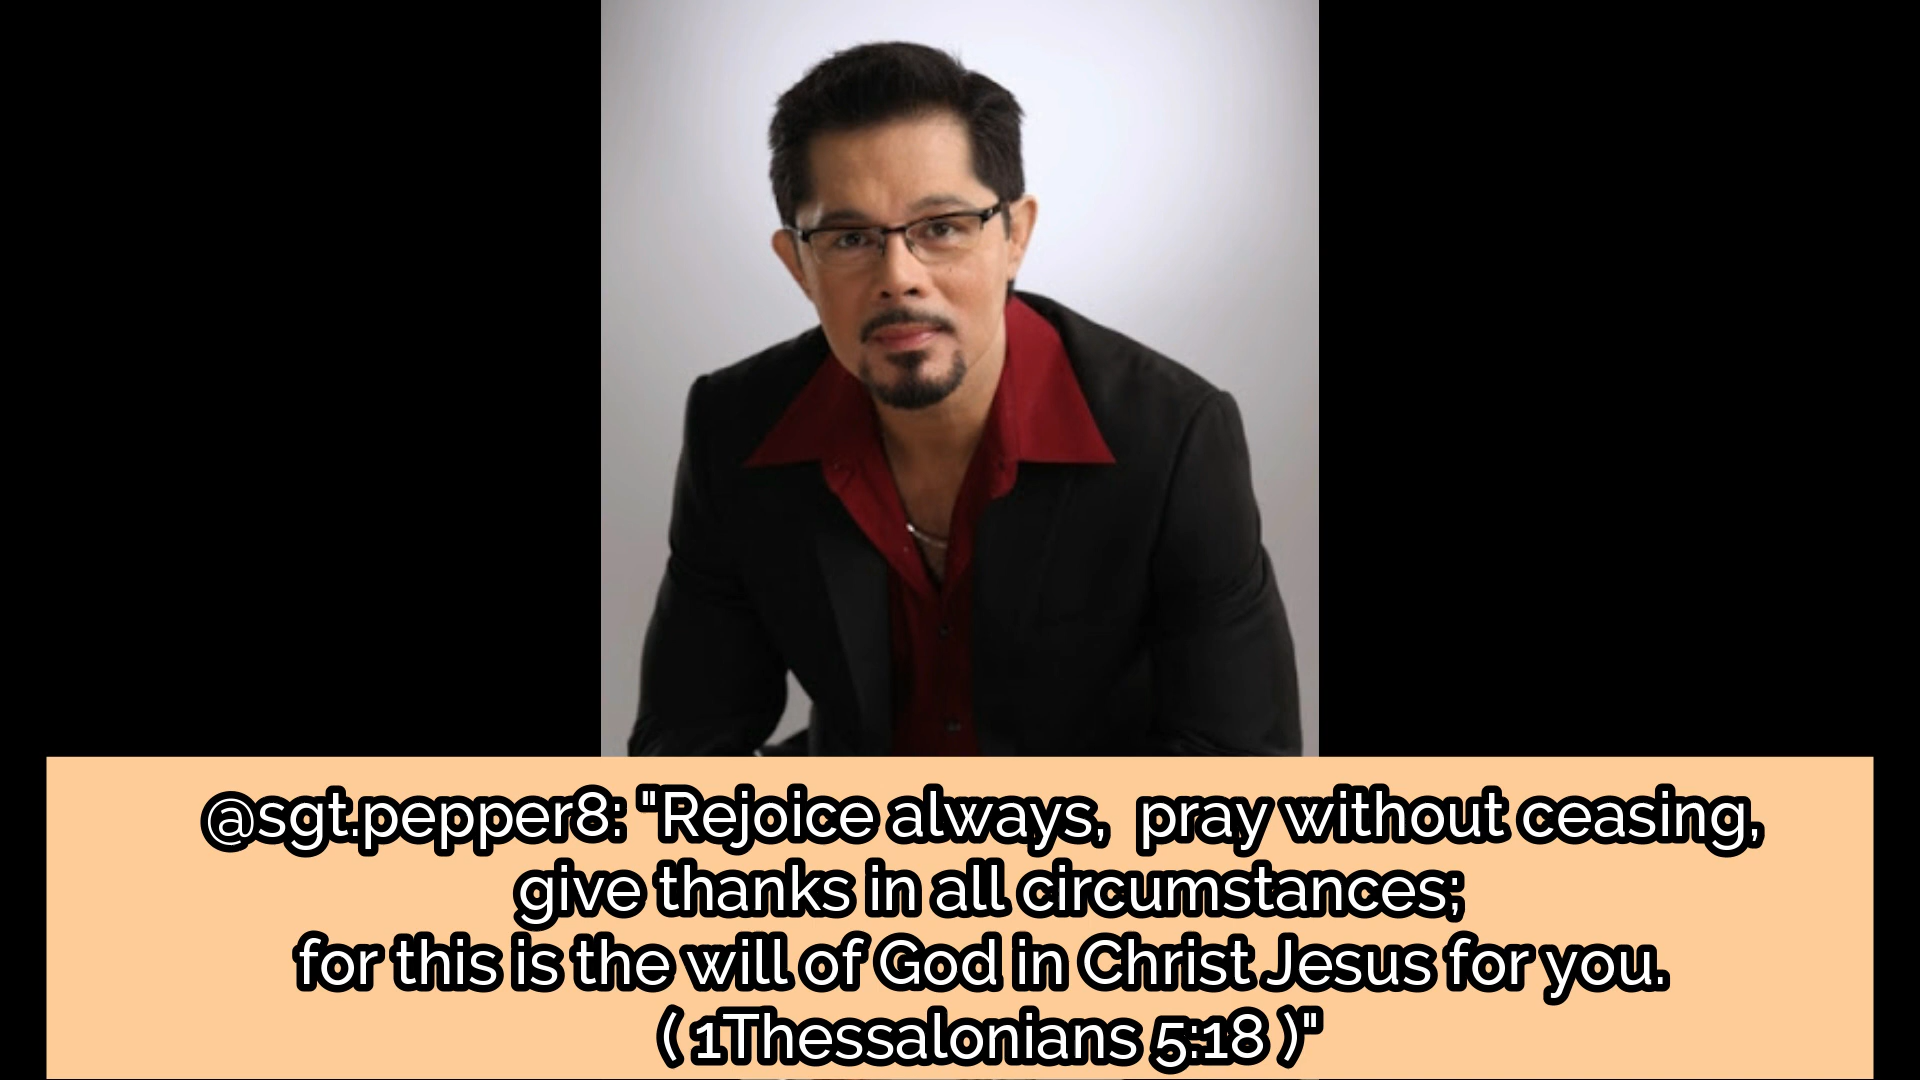 @sgt.pepper8: "Rejoice always,  pray without ceasing,
give thanks in all circumstances;
for this is the will of God in Christ Jesus for you.
( 1Thessalonians 5:18 )"